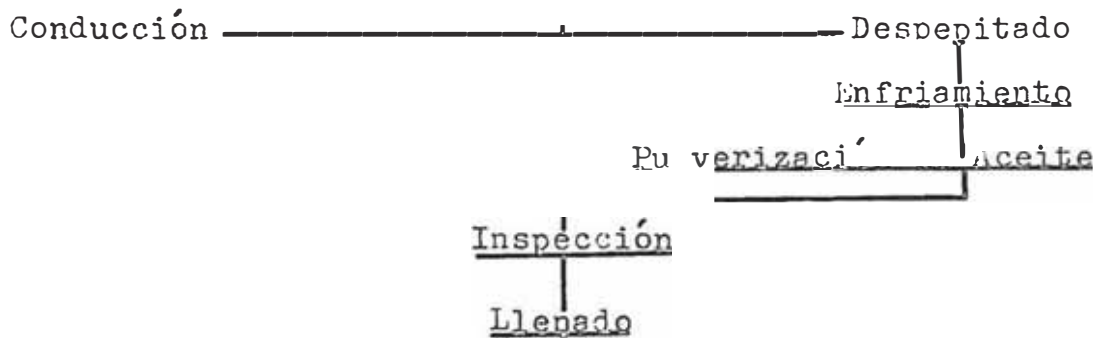 Conducción Despepitado
Enfriamiento
Aceite
Inspección
Llenado